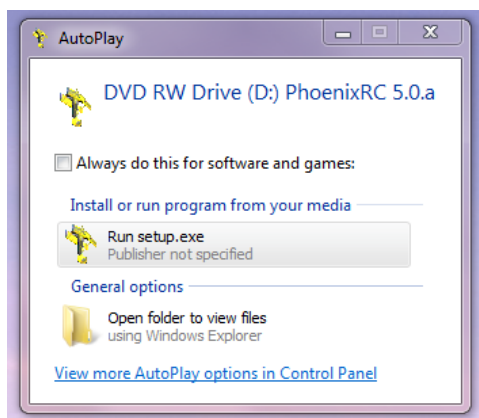 AutoPlay
DVD RW Drive (D:) PhoenixRC 5.0.a
Always do this for software and games:
Install or run program from your media
Run setup.exe
Publisher not specified
General options
Open folder to view files
using Windows Explorer
View more AutoPlay options in Control Panel